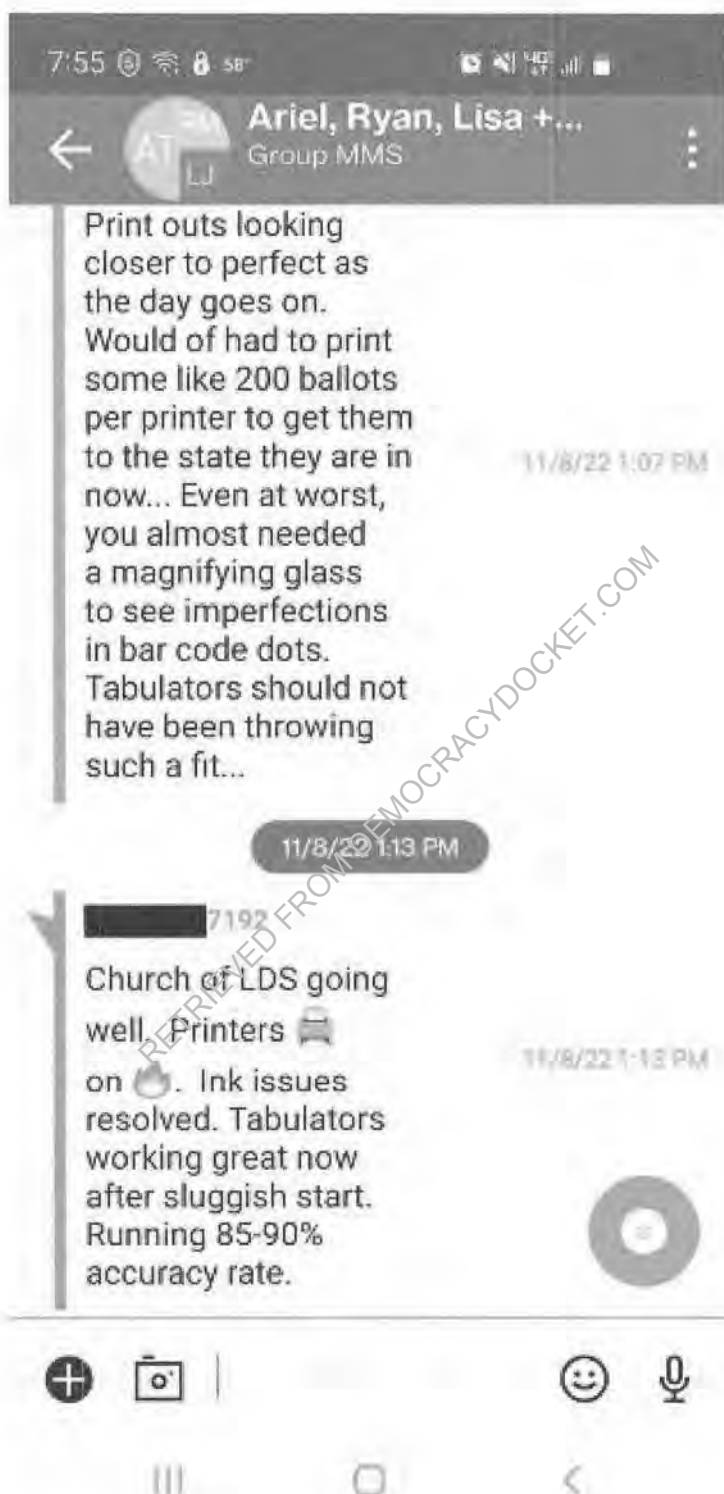 7:55 58°
Ariel, Ryan, Lisa +...
AT
LJ
Group MMS
Print outs looking
closer to perfect as
the day goes on.
Would of had to print
some like 200 ballots
per printer to get them
to the state they are in
now... Even at worst,
you almost needed
a magnifying glass
to see imperfections
in bar code dots.
Tabulators should not
have been throwing
such a fit...
11/8/22 1:07 PM
11/8/22 1:13 PM
7192
Church of LDS going
well. Printers 🖨
on 🔥. Ink issues
resolved. Tabulators
working great now
after sluggish start.
Running 85-90%
accuracy rate.
11/8/22 1:13 PM
RETRIEVED FROM DEMOCRACYDOCKET.COM